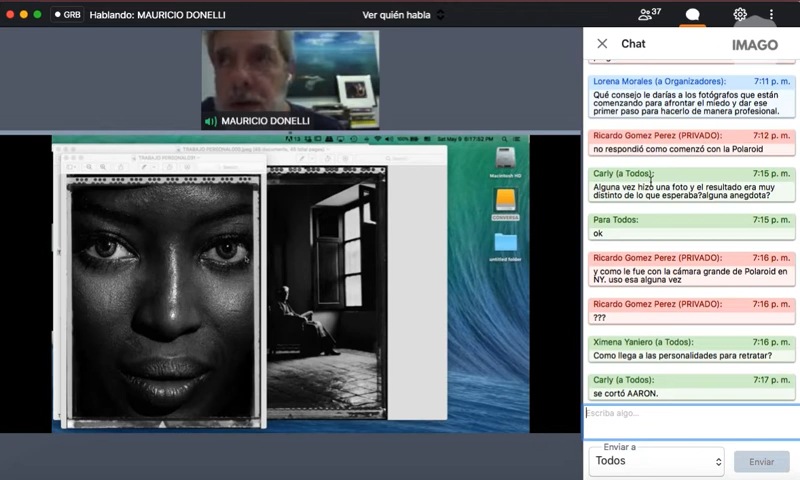 GRB
Hablando: MAURICIO DONELLI
Ver quién habla
37
Chat
IMAGO
MAURICIO DONELLI
Lorena Morales (a Organizadores): 7:11 p. m.
Qué consejo le darías a los fotógrafos que están
comenzando para afrontar el miedo y dar ese
primer paso para hacerlo de manera profesional.
Ricardo Gomez Perez (PRIVADO): 7:12 p. m.
no respondió como comenzó con la Polaroid
Carly (a Todos): 7:15 p. m.
Alguna vez hizo una foto y el resultado era muy
distinto de lo que esperaba?alguna anegdota?
Para Todos: 7:15 p. m.
ok
Ricardo Gomez Perez (PRIVADO): 7:16 p. m.
y como le fue con la cámara grande de Polaroid en
NY. uso esa alguna vez
Ricardo Gomez Perez (PRIVADO): 7:16 p. m.
???
Ximena Yaniero (a Todos): 7:16 p. m.
Como llega a las personalidades para retratar?
Carly (a Todos): 7:17 p. m.
se cortó AARON.
Escriba algo...
Enviar a
Todos
Enviar
Macintosh HD
CONVERSA
untitled folder